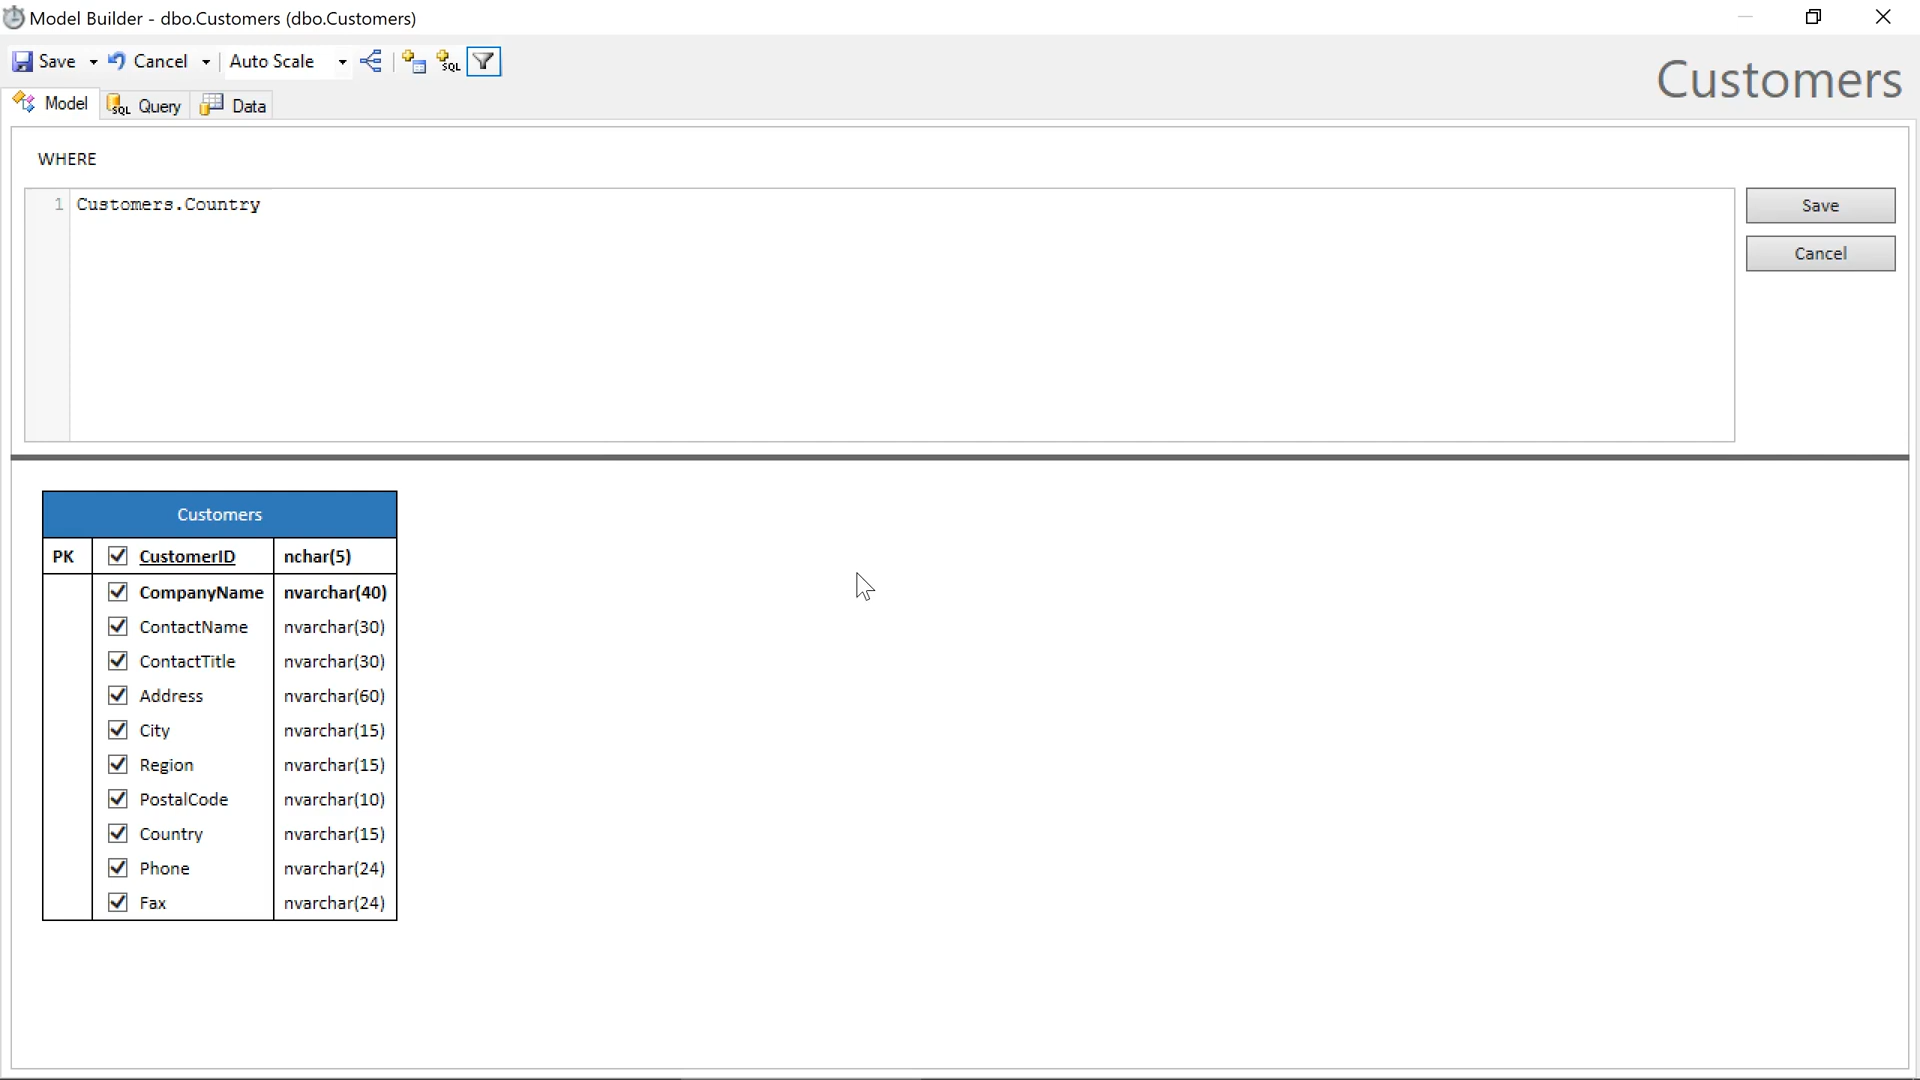 Model Builder - dbo.Customers (dbo.Customers)
Save Cancel Auto Scale SQL
Customers
Model SQL Query Data
WHERE
1 Customers.Country
Save
Cancel
Customers
PK CustomerID nchar(5)
CompanyName nvarchar(40)
ContactName nvarchar(30)
ContactTitle nvarchar(30)
Address nvarchar(60)
City nvarchar(15)
Region nvarchar(15)
PostalCode nvarchar(10)
Country nvarchar(15)
Phone nvarchar(24)
Fax nvarchar(24)